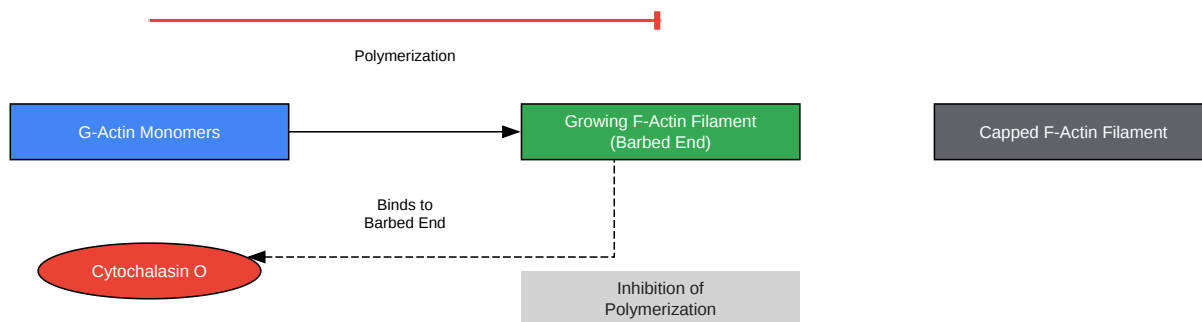 Polymerization
G-Actin Monomers
Growing F-Actin Filament
(Barbed End)
Capped F-Actin Filament
Binds to
Barbed End
Cytochalasin O
Inhibition of
Polymerization